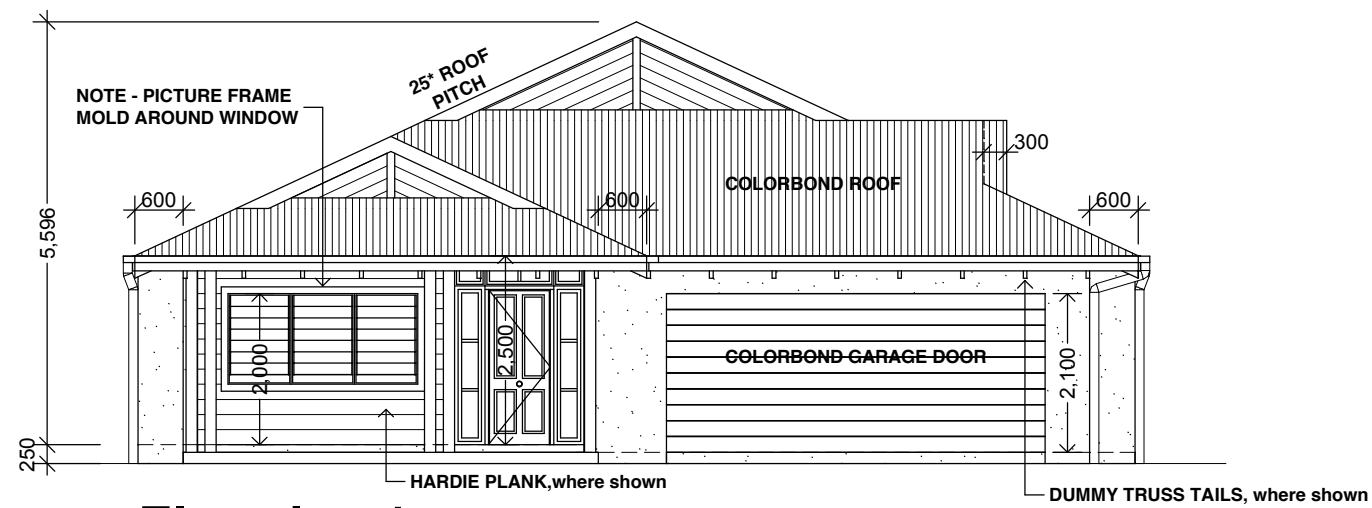 25* ROOF
PITCH
NOTE - PICTURE FRAME
MOLD AROUND WINDOW
300
600
COLORBOND ROOF
600
600
5,596
2,000
2,500
COLORBOND GARAGE DOOR
2,100
250
HARDIE PLANK,where shown
DUMMY TRUSS TAILS, where shown